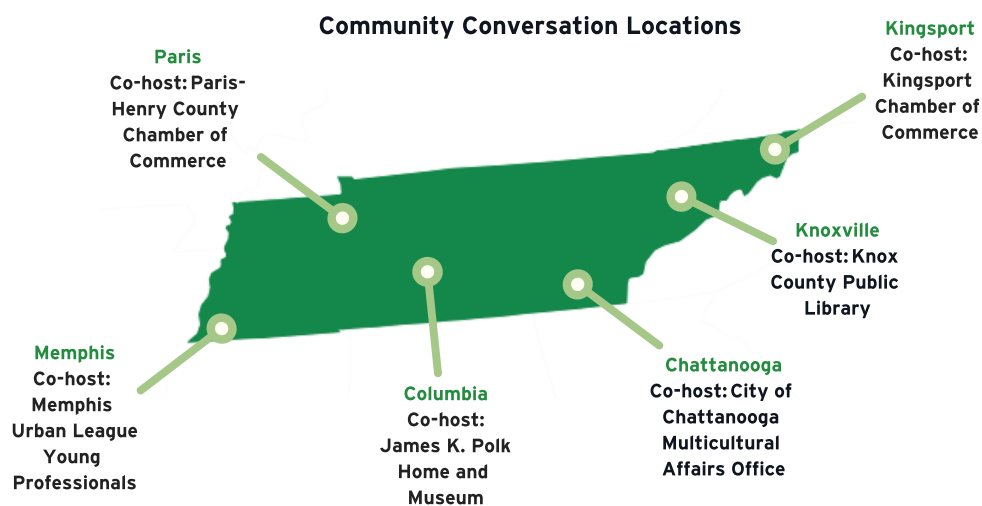 Community Conversation Locations
Paris
Co-host: Paris-
Henry County
Chamber of
Commerce
Kingsport
Co-host:
Kingsport
Chamber of
Commerce
Knoxville
Co-host: Knox
County Public
Library
Memphis
Co-host:
Memphis
Urban League
Young
Professionals
Columbia
Co-host:
James K. Polk
Home and
Museum
Chattanooga
Co-host: City of
Chattanooga
Multicultural
Affairs Office